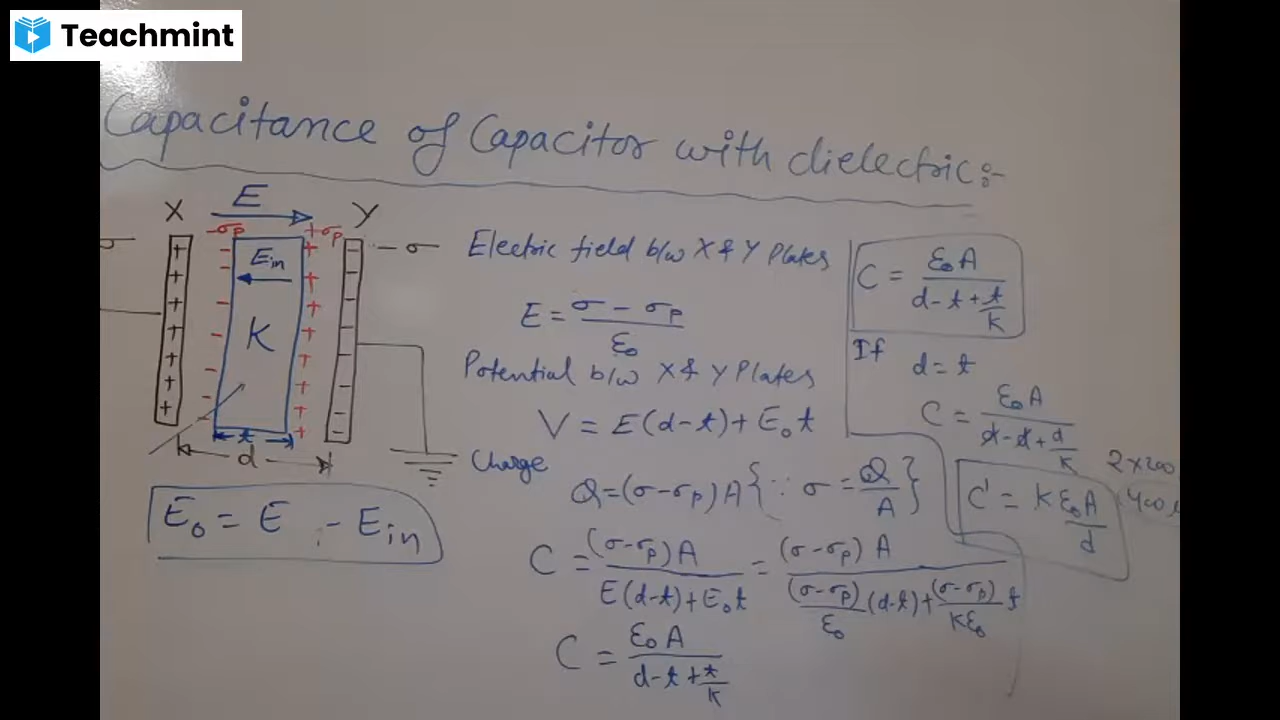 Teachmint
Capacitance of Capacitor with dielectric:-
E
X
Y
-σp
+σp
σ
- σ
Ein
K
t
d
E₀ = E - Ein
Electric field b/w X & Y Plates
E = (σ - σp)/ε₀
Potential b/w X & Y Plates
V = E(d-t) + E₀t
Charge
Q = (σ-σp)A {∵ σ = Q/A}
C = (σ-σp)A / (E(d-t)+E₀t) = (σ-σp)A / ((σ-σp)/ε₀ (d-t) + (σ-σp)/Kε₀ t)
C = ε₀A / (d-t+t/K)
C = ε₀A / (d-t+t/K)
If d = t
C = ε₀A / (d-d+d/K)
C' = Kε₀A/d
2×200
400